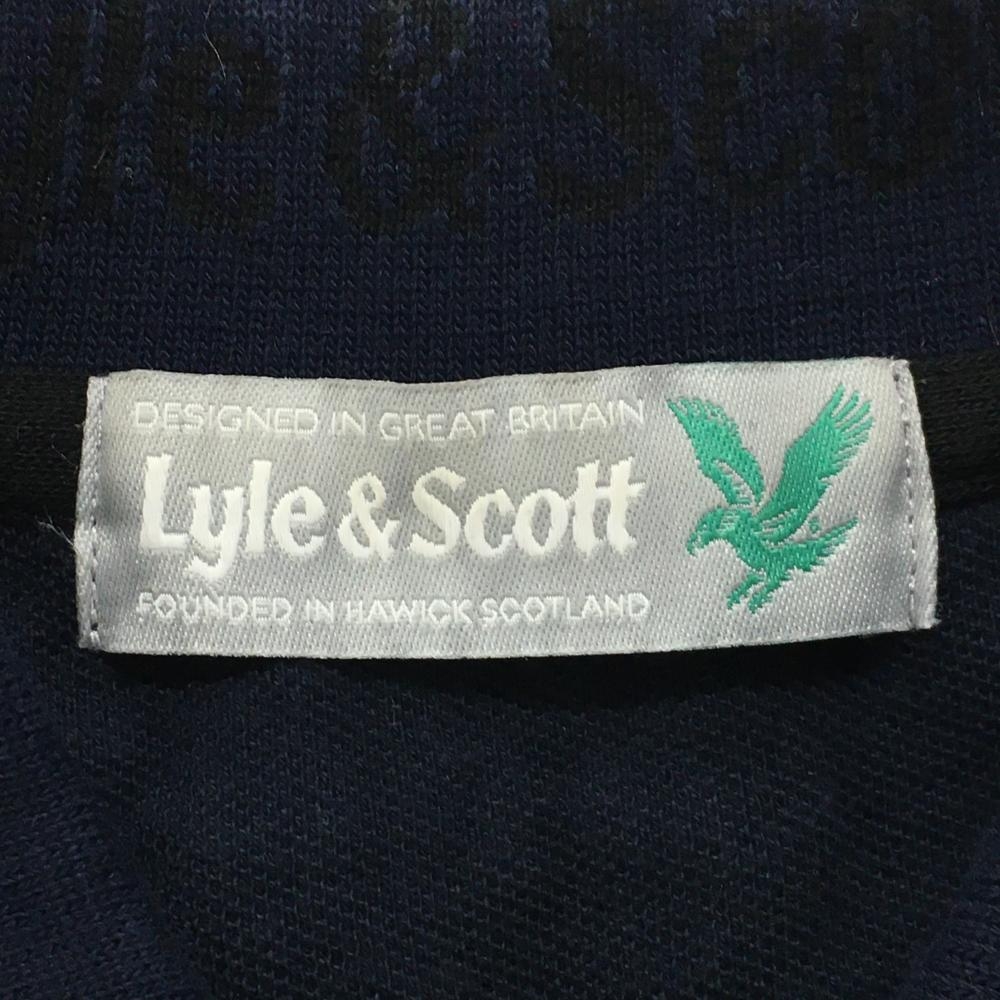 DESIGNED IN GREAT BRITAIN
Lyle & Scott
FOUNDED IN HAWICK SCOTLAND